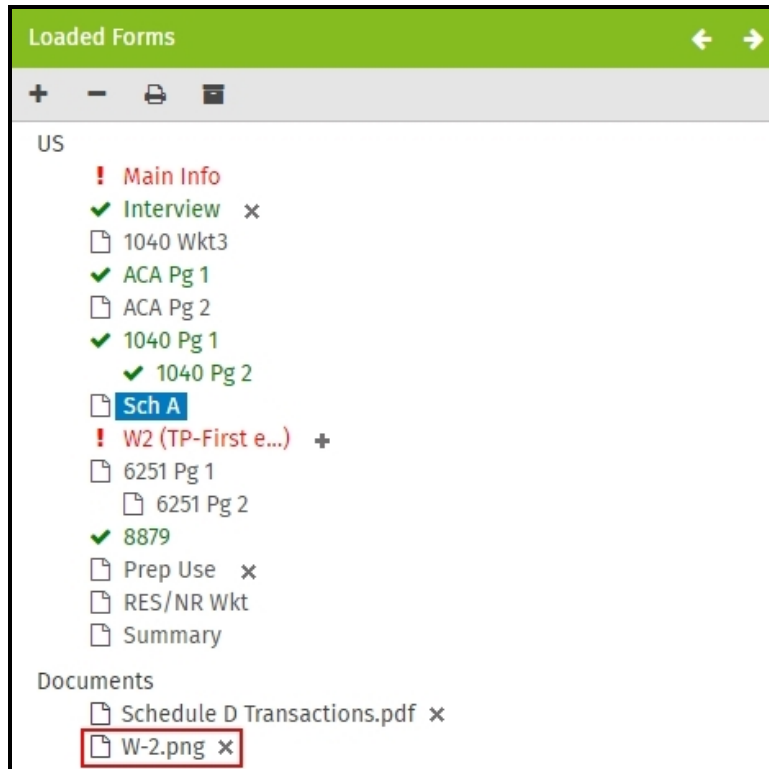 Loaded Forms
US
Main Info
Interview
1040 Wkt3
ACA Pg 1
ACA Pg 2
1040 Pg 1
1040 Pg 2
Sch A
W2 (TP-First e...)
6251 Pg 1
6251 Pg 2
8879
Prep Use
RES/NR Wkt
Summary
Documents
Schedule D Transactions.pdf
W-2.png